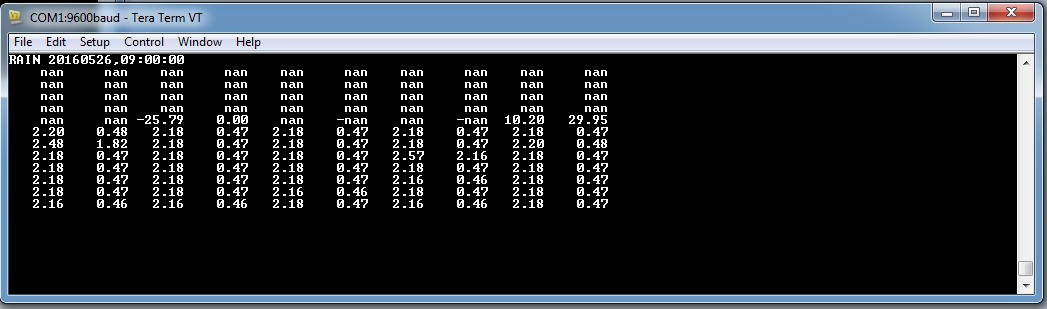 COM1:9600baud - Tera Term VT
File Edit Setup Control Window Help
RAIN 20160526,09:00:00
nan nan nan nan nan nan nan nan nan nan
nan nan nan nan nan nan nan nan nan nan
nan nan nan nan nan nan nan nan nan nan
nan nan nan nan nan nan nan nan nan nan
nan nan -25.79 0.00 nan -nan nan -nan 10.20 29.95
2.20 0.48 2.18 0.47 2.18 0.47 2.18 0.47 2.18 0.47
2.48 1.82 2.18 0.47 2.18 0.47 2.18 0.47 2.20 0.48
2.18 0.47 2.18 0.47 2.18 0.47 2.57 2.16 2.18 0.47
2.18 0.47 2.18 0.47 2.18 0.47 2.18 0.47 2.18 0.47
2.18 0.47 2.18 0.47 2.18 0.47 2.16 0.46 2.18 0.47
2.18 0.47 2.18 0.47 2.16 0.46 2.18 0.47 2.18 0.47
2.16 0.46 2.16 0.46 2.18 0.47 2.16 0.46 2.18 0.47